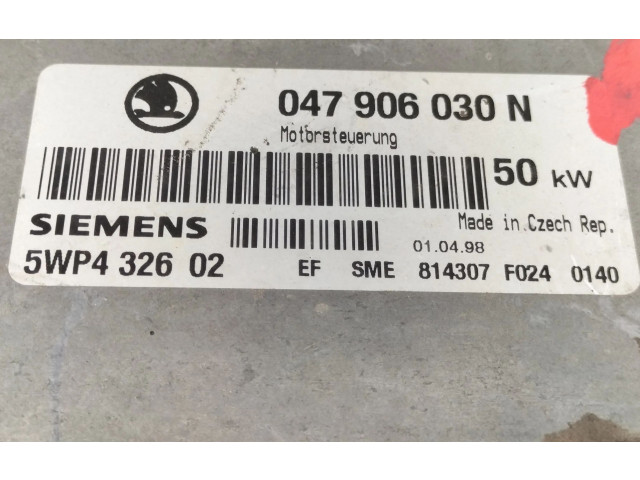 047 906 030 N
Motorsteuerung
50 kW
SIEMENS
Made in Czech Rep.
01.04.98
5WP4 326 02
EF SME 814307 F024 0140